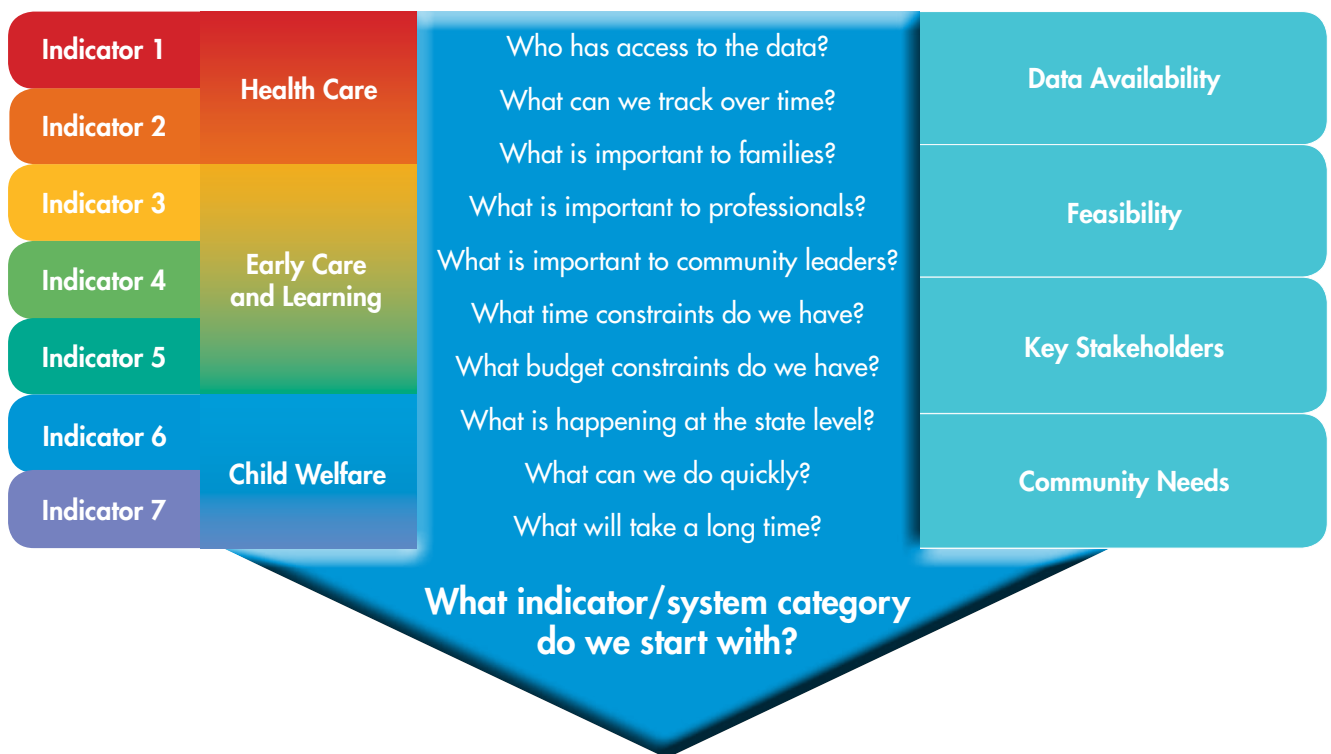 Indicator 1
Indicator 2
Indicator 3
Indicator 4
Indicator 5
Indicator 6
Indicator 7
Health Care
Early Care
and Learning
Child Welfare
Who has access to the data?
What can we track over time?
What is important to families?
What is important to professionals?
What is important to community leaders?
What time constraints do we have?
What budget constraints do we have?
What is happening at the state level?
What can we do quickly?
What will take a long time?
What indicator/system category
do we start with?
Data Availability
Feasibility
Key Stakeholders
Community Needs